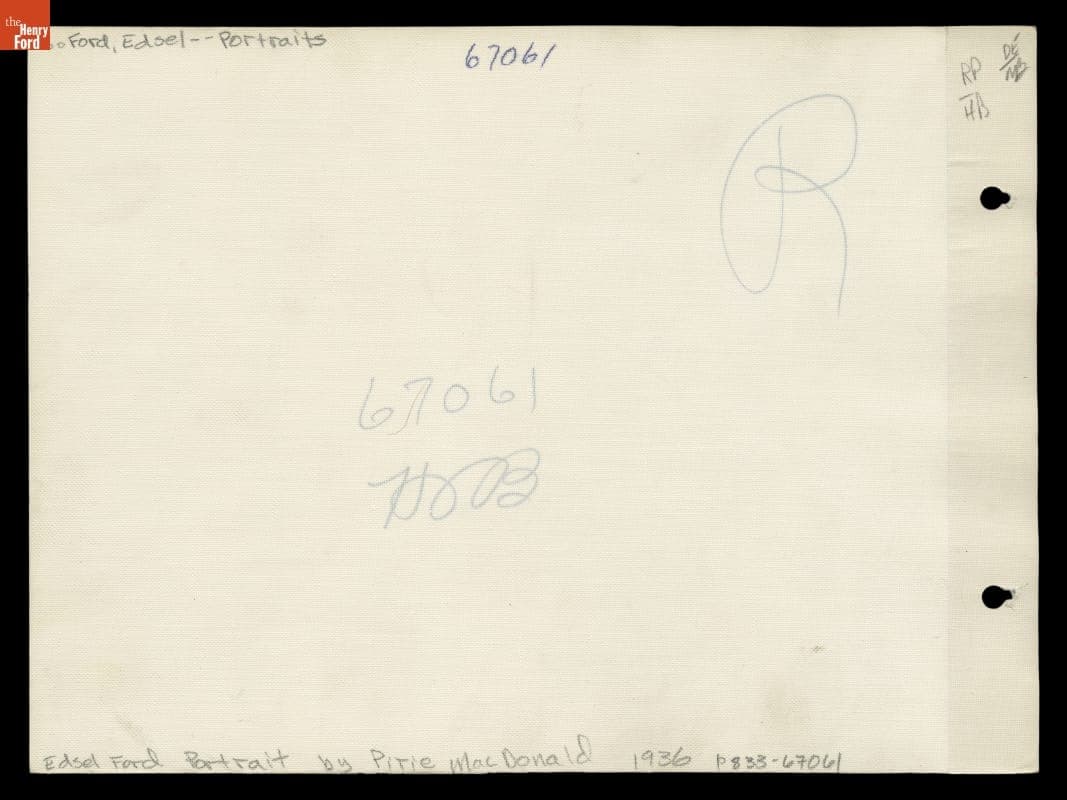 the
Henry
Ford
Ford, Edsel--Portraits
67061
RP
HB
R
67061
Edsel Ford Portrait by Pirie MacDonald 1936 P833-67061